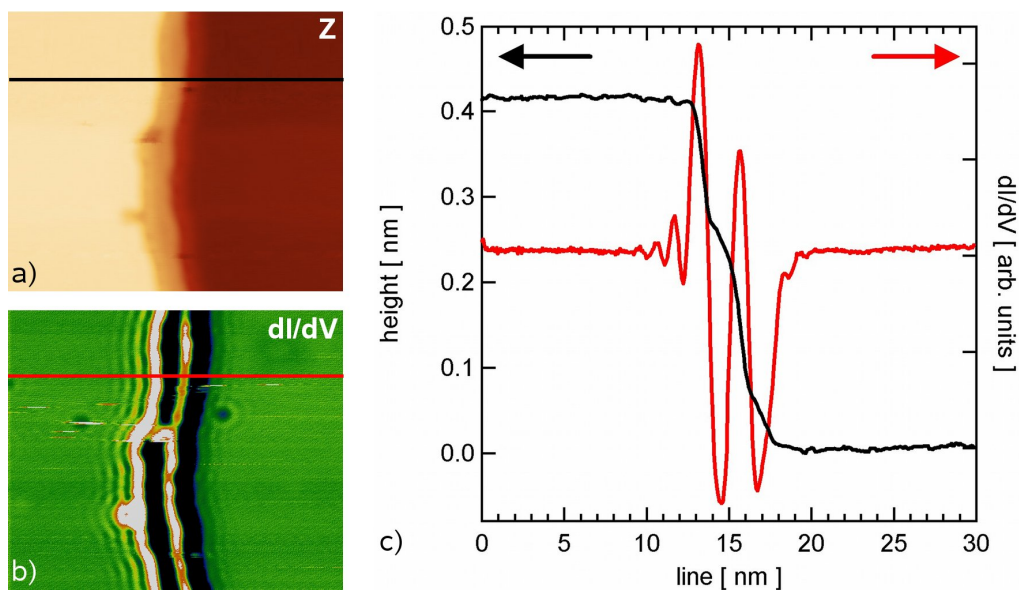 Z
a)
dI/dV
b)
0.5
0.4
0.3
0.2
0.1
0.0
height [ nm ]
dI/dV [ arb. units ]
0 5 10 15 20 25 30
line [ nm ]
c)